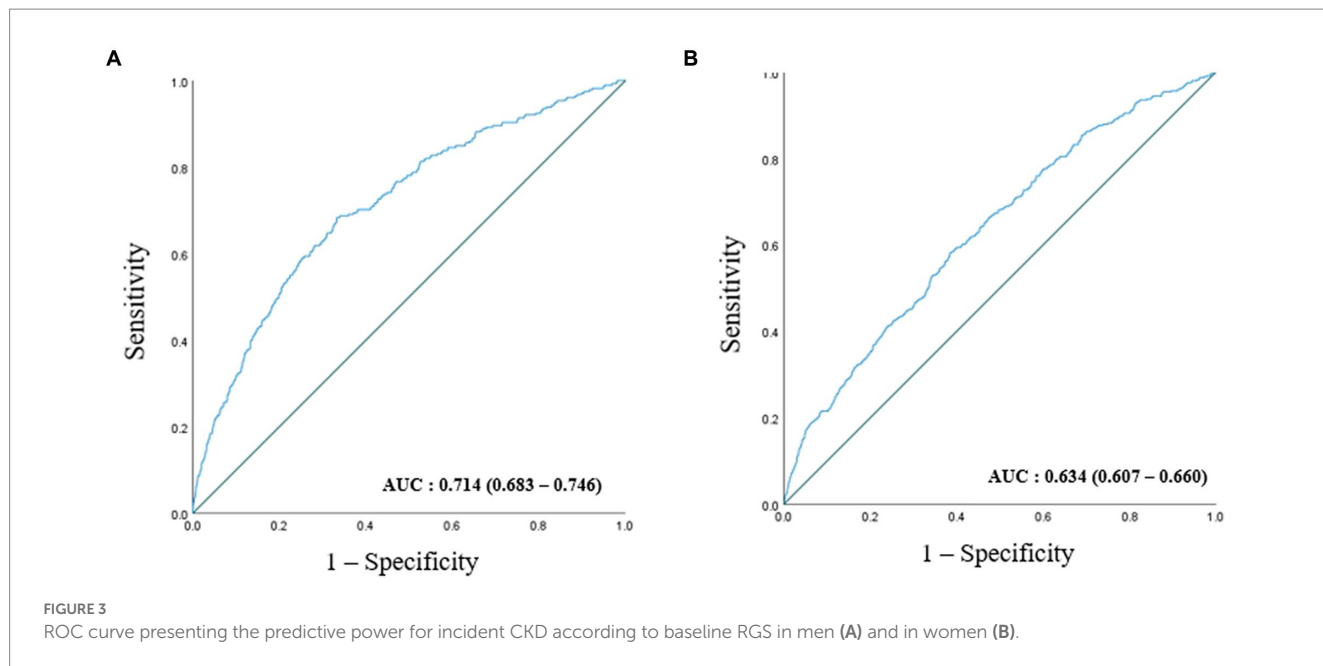 A
1.0
0.8
0.6
0.4
0.2
0.0
Sensitivity
0.0 0.2 0.4 0.6 0.8 1.0
1 – Specificity
AUC : 0.714 (0.683 – 0.746)
B
1.0
0.8
0.6
0.4
0.2
0.0
Sensitivity
0.0 0.2 0.4 0.6 0.8 1.0
1 – Specificity
AUC : 0.634 (0.607 – 0.660)
FIGURE 3
ROC curve presenting the predictive power for incident CKD according to baseline RGS in men (A) and in women (B).